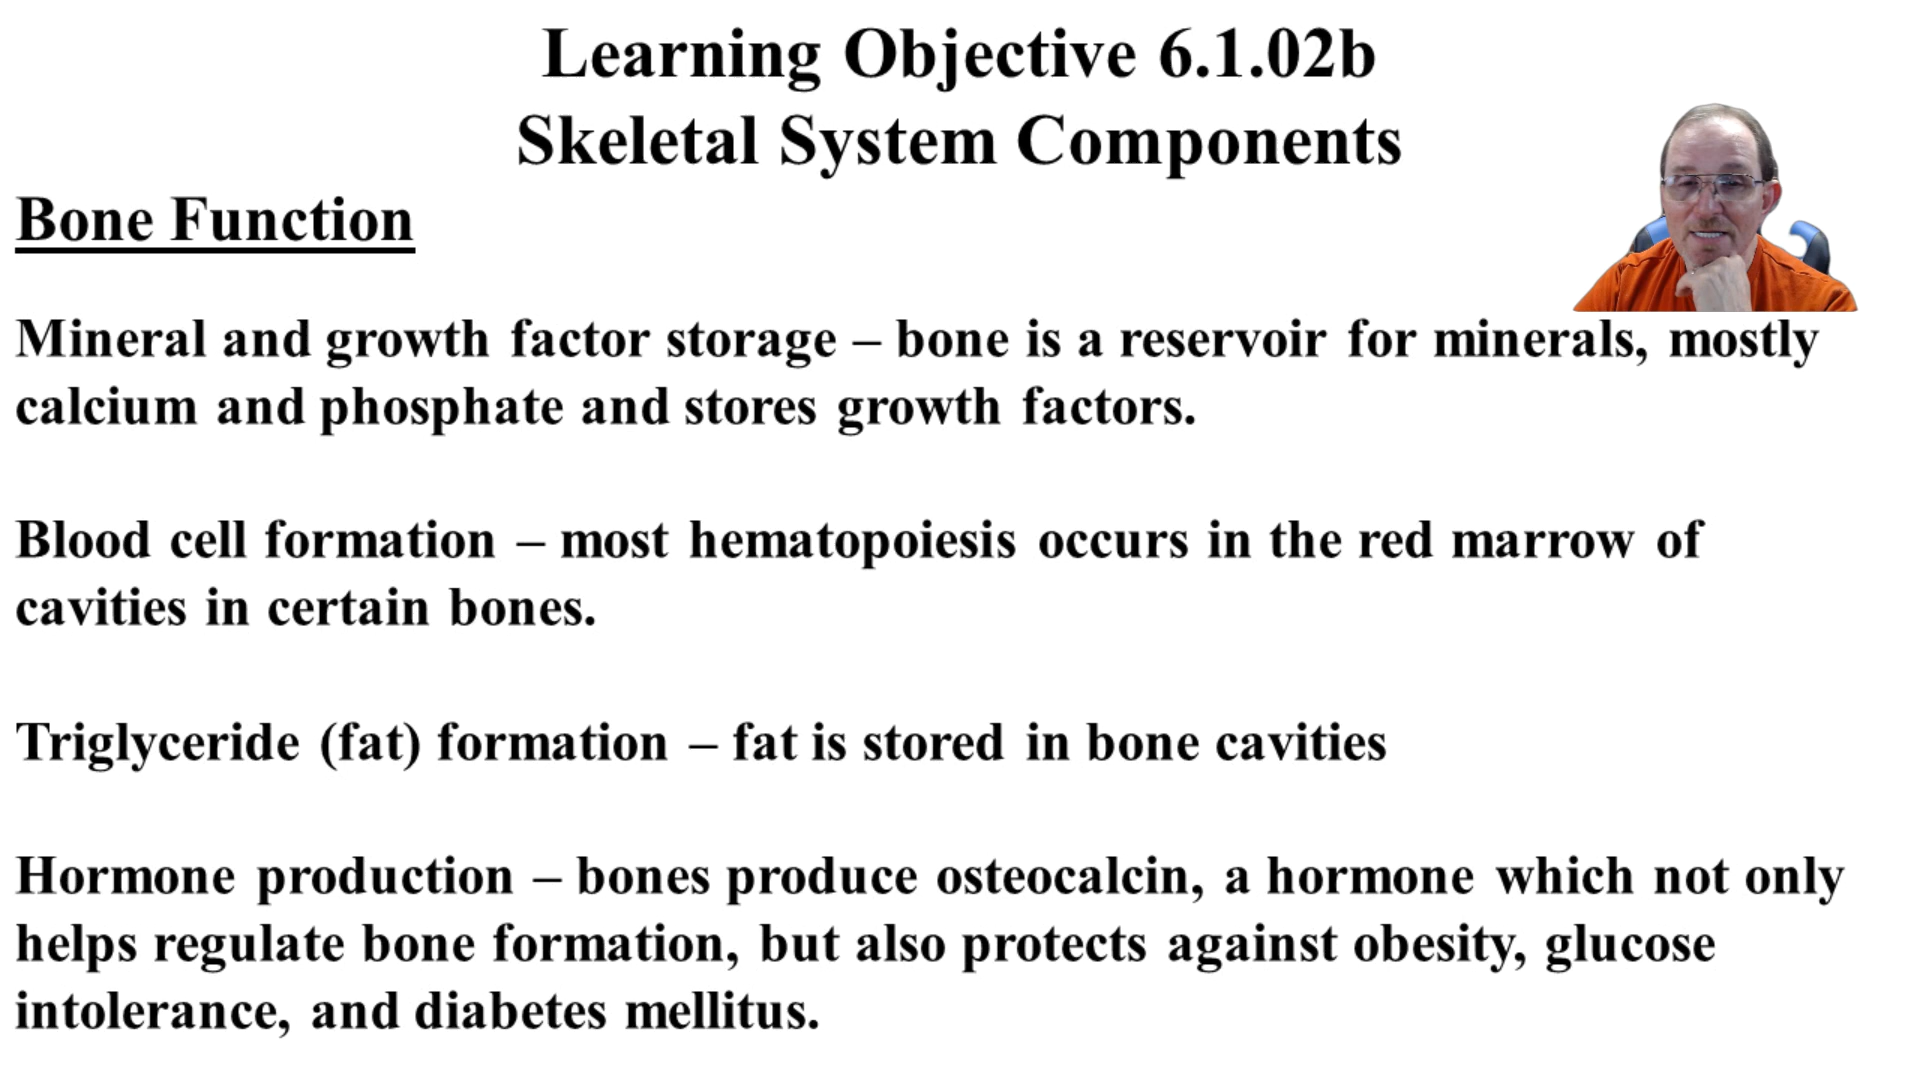 Learning Objective 6.1.02b
Skeletal System Components
Bone Function
Mineral and growth factor storage – bone is a reservoir for minerals, mostly
calcium and phosphate and stores growth factors.
Blood cell formation – most hematopoiesis occurs in the red marrow of
cavities in certain bones.
Triglyceride (fat) formation – fat is stored in bone cavities
Hormone production – bones produce osteocalcin, a hormone which not only
helps regulate bone formation, but also protects against obesity, glucose
intolerance, and diabetes mellitus.